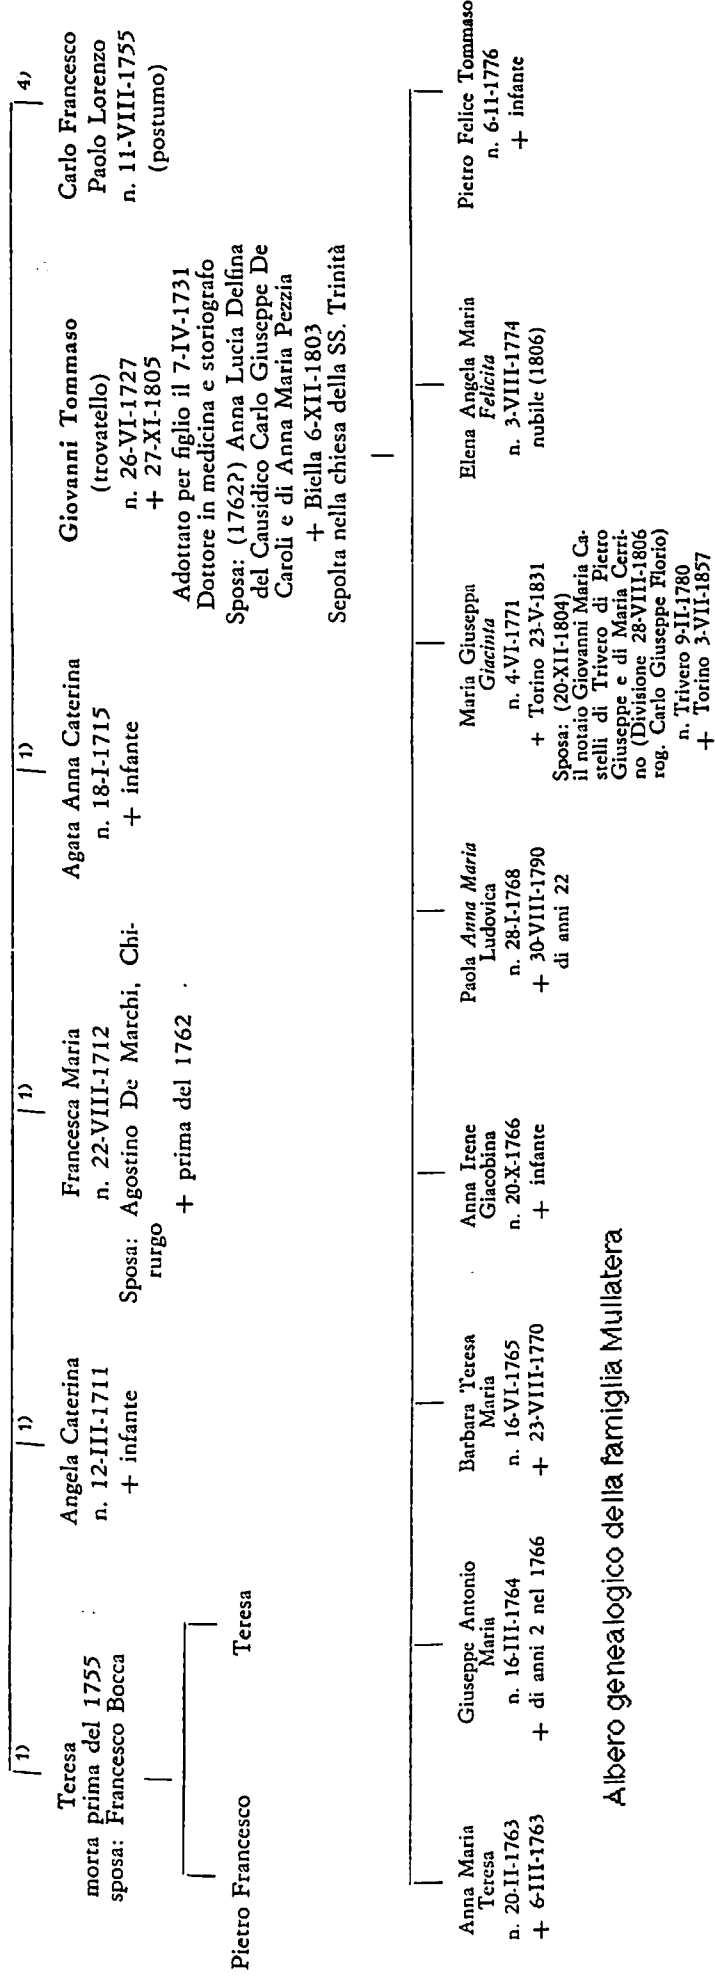 1)
Teresa
morta prima del 1755
sposa: Francesco Bocca
Pietro Francesco
Teresa
1)
Angela Caterina
n. 12-III-1711
+ infante
1)
Francesca Maria
n. 22-VIII-1712
Sposa: Agostino De Marchi, Chi-
rurgo
+ prima del 1762
1)
Agata Anna Caterina
n. 18-I-1715
+ infante
Giovanni Tommaso
(trovatello)
n. 26-VI-1727
+ 27-XI-1805
Adottato per figlio il 7-IV-1731
Dottore in medicina e storiografo
Sposa: (1762?) Anna Lucia Delfina
del Causidico Carlo Giuseppe De
Caroli e di Anna Maria Pezzia
+ Biella 6-XII-1803
Sepolta nella chiesa della SS. Trinità
4)
Carlo Francesco
Paolo Lorenzo
n. 11-VIII-1755
(postumo)
Anna Maria
Teresa
n. 20-II-1763
+ 6-III-1763
Giuseppe Antonio
Maria
n. 16-III-1764
+ di anni 2 nel 1766
Barbara Teresa
Maria
n. 16-VI-1765
+ 23-VIII-1770
Anna Irene
Giacobina
n. 20-X-1766
+ infante
Paola Anna Maria
Ludovica
n. 28-I-1768
+ 30-VIII-1790
di anni 22
Maria Giuseppa
Giacinta
n. 4-VI-1771
+ Torino 23-V-1831
Sposa: (20-XII-1804)
il notaio Giovanni Maria Ca-
stelli di Trivero di Pietro
Giuseppe e di Maria Cerri-
no (Divisione 28-VIII-1806
rog. Carlo Giuseppe Florio)
n. Trivero 9-II-1780
+ Torino 3-VII-1857
Elena Angela Maria
Felicita
n. 3-VIII-1774
nubile (1806)
Pietro Felice Tommaso
n. 6-11-1776
+ infante
Albero genealogico della famiglia Mullatera